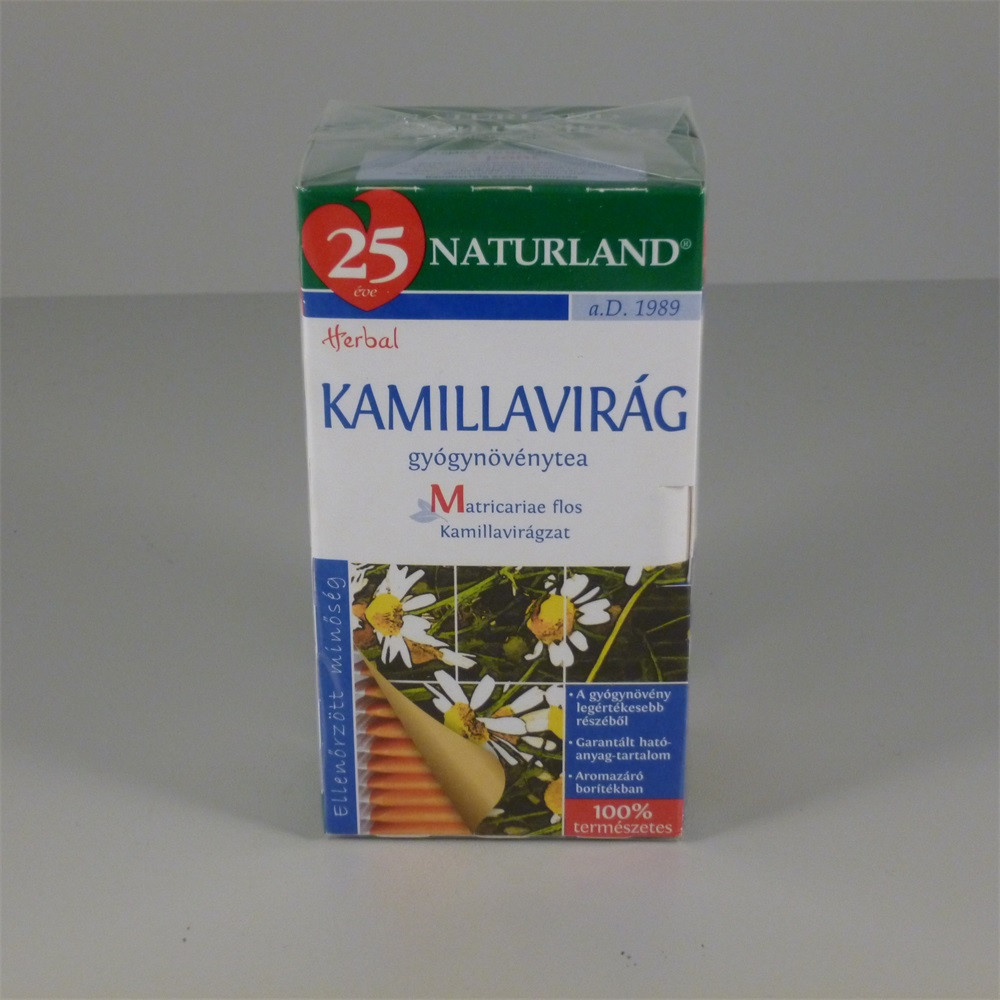 25
éve
NATURLAND®
a.D. 1989
Herbal
KAMILLAVIRÁG
gyógynövénytea
Matricariae flos
Kamillavirágzat
Ellenőrzött minőség
• A gyógynövény
legértékesebb
részéből
• Garantált ható-
anyag-tartalom
• Aromazáró
borítékban
100%
természetes